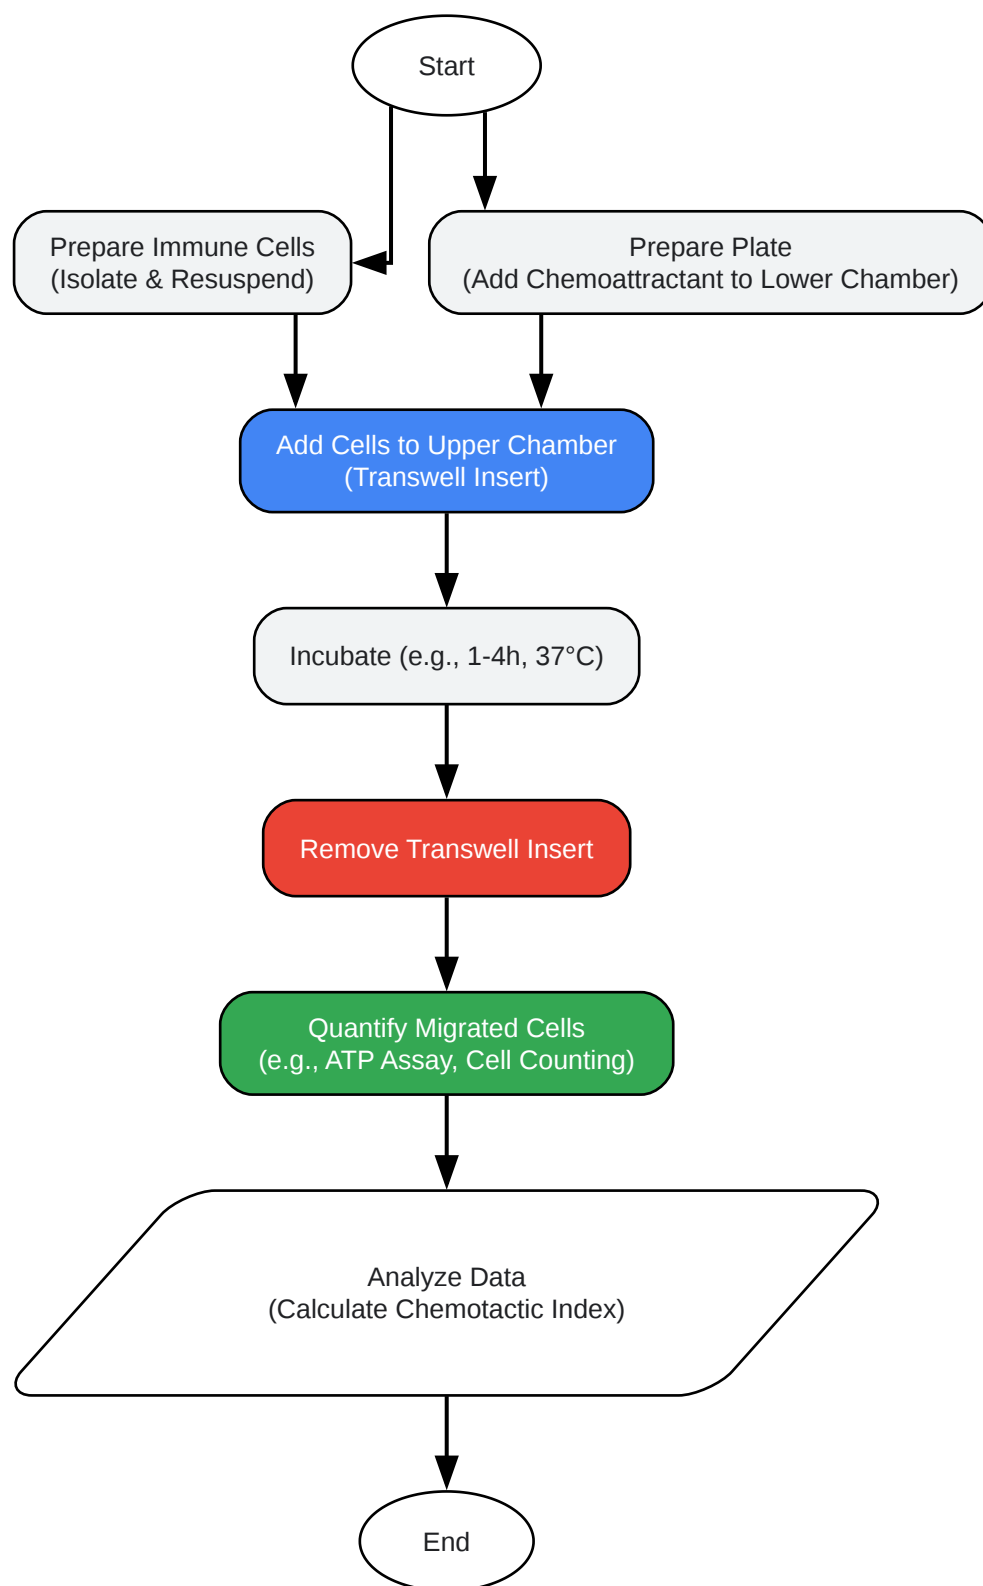 Start
Prepare Immune Cells
(Isolate & Resuspend)
Prepare Plate
(Add Chemoattractant to Lower Chamber)
Add Cells to Upper Chamber
(Transwell Insert)
Incubate (e.g., 1-4h, 37°C)
Remove Transwell Insert
Quantify Migrated Cells
(e.g., ATP Assay, Cell Counting)
Analyze Data
(Calculate Chemotactic Index)
End